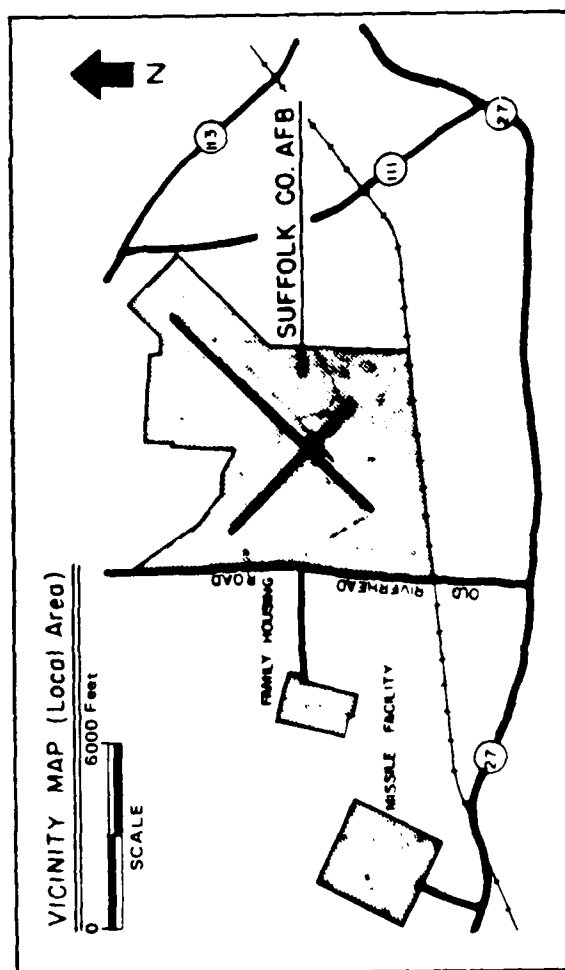 VICINITY MAP (Local Area)
0 6000 Feet
SCALE
N
113
SUFFOLK CO. AFB
111
27
OLD RIVERHEAD ROAD
FAMILY HOUSING
MISSILE FACILITY
27